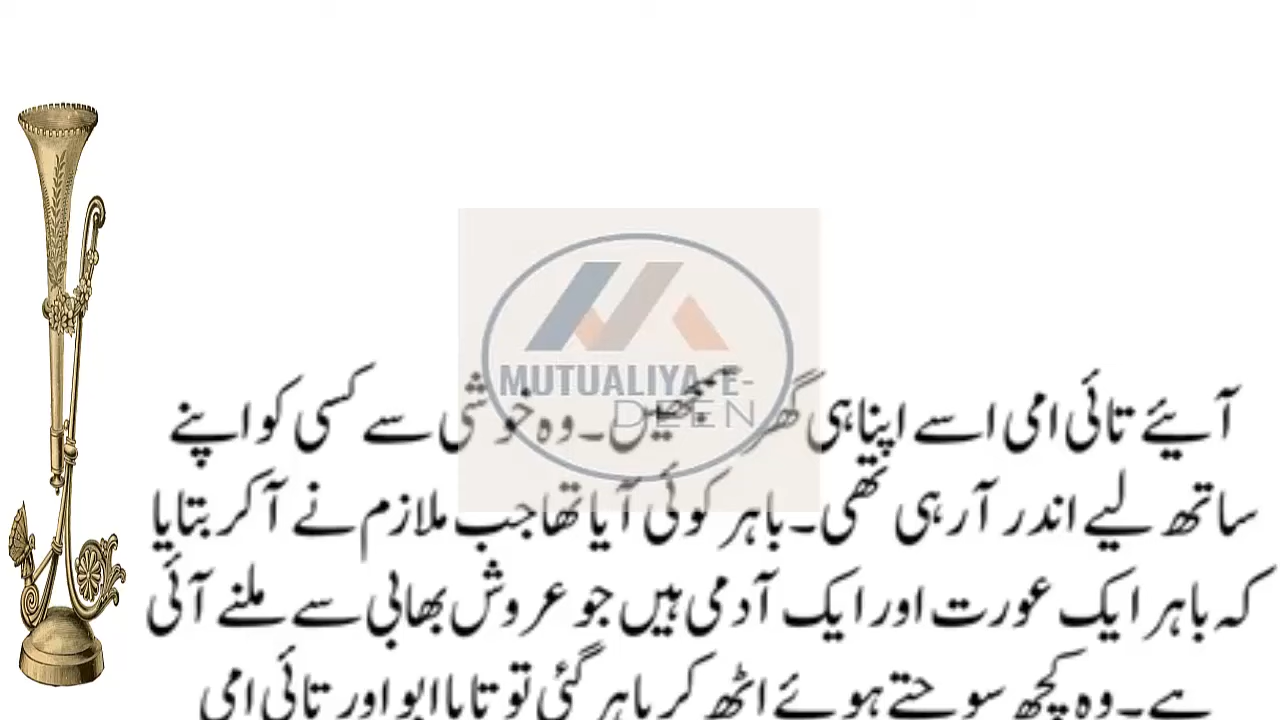 MUTUALIYA-E-
DEEN
آیئے تائی امی اسے اپنا ہی گھر سمجھیں۔ وہ خوشی سے کسی کو اپنے
ساتھ لیے اندر آ رہی تھی۔ باہر کوئی آیا تھا جب ملازم نے آ کر بتایا
کہ باہر ایک عورت اور ایک آدمی ہیں جو عروش بھابی سے ملنے آئی
ہے۔ وہ کچھ سوچتے ہوئے اٹھ کر باہر گئی تو تایا ابو اور تائی امی